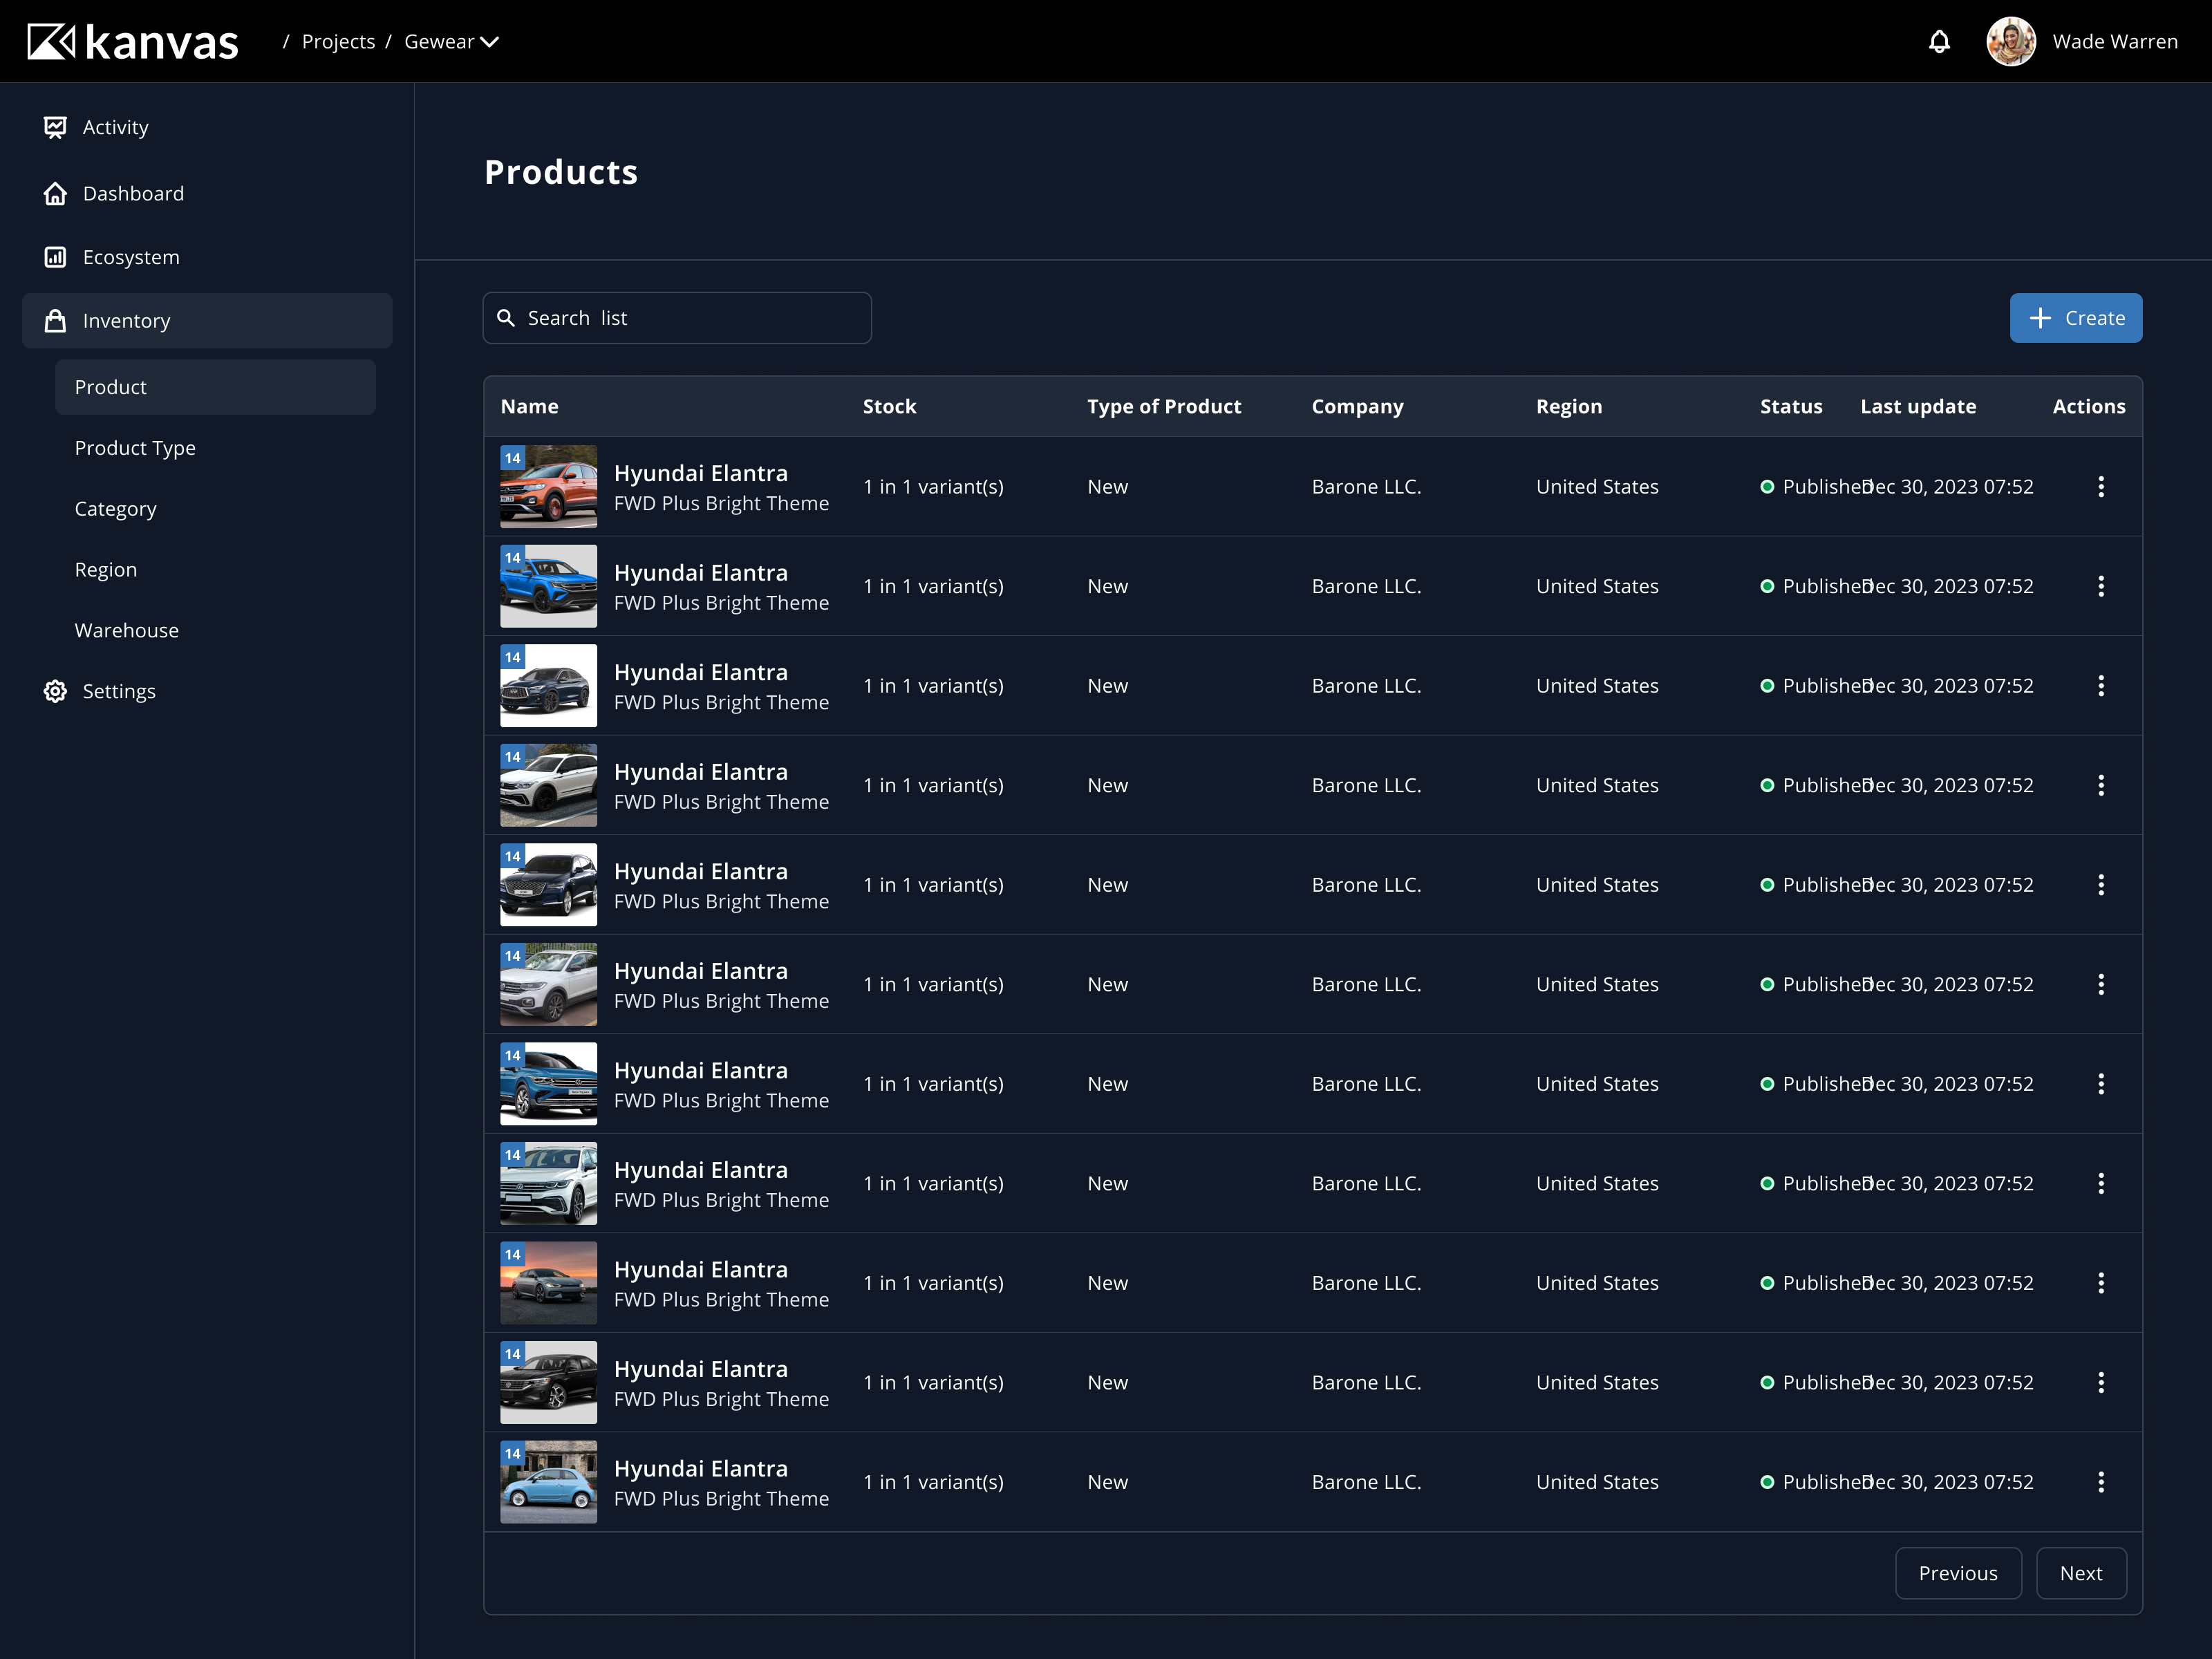 kanvas / Projects / Gewear Wade Warren
Activity
Dashboard
Ecosystem
Inventory
Product
Product Type
Category
Region
Warehouse
Settings
Products
Search list
Create
Name Stock Type of Product Company Region Status Last update Actions
14
Hyundai Elantra
FWD Plus Bright Theme
1 in 1 variant(s) New Barone LLC. United States Published Dec 30, 2023 07:52
14
Hyundai Elantra
FWD Plus Bright Theme
1 in 1 variant(s) New Barone LLC. United States Published Dec 30, 2023 07:52
14
Hyundai Elantra
FWD Plus Bright Theme
1 in 1 variant(s) New Barone LLC. United States Published Dec 30, 2023 07:52
14
Hyundai Elantra
FWD Plus Bright Theme
1 in 1 variant(s) New Barone LLC. United States Published Dec 30, 2023 07:52
14
Hyundai Elantra
FWD Plus Bright Theme
1 in 1 variant(s) New Barone LLC. United States Published Dec 30, 2023 07:52
14
Hyundai Elantra
FWD Plus Bright Theme
1 in 1 variant(s) New Barone LLC. United States Published Dec 30, 2023 07:52
14
Hyundai Elantra
FWD Plus Bright Theme
1 in 1 variant(s) New Barone LLC. United States Published Dec 30, 2023 07:52
14
Hyundai Elantra
FWD Plus Bright Theme
1 in 1 variant(s) New Barone LLC. United States Published Dec 30, 2023 07:52
14
Hyundai Elantra
FWD Plus Bright Theme
1 in 1 variant(s) New Barone LLC. United States Published Dec 30, 2023 07:52
14
Hyundai Elantra
FWD Plus Bright Theme
1 in 1 variant(s) New Barone LLC. United States Published Dec 30, 2023 07:52
14
Hyundai Elantra
FWD Plus Bright Theme
1 in 1 variant(s) New Barone LLC. United States Published Dec 30, 2023 07:52
Previous Next